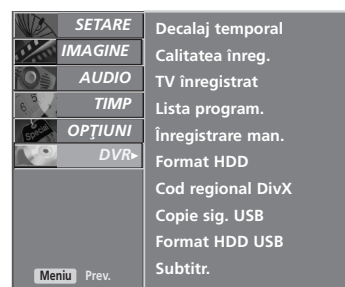 SETARE
IMAGINE
AUDIO
TIMP
OPŢIUNI
DVR
Meniu Prev.
Decalaj temporal
Calitatea înreg.
TV înregistrat
Lista program.
Înregistrare man.
Format HDD
Cod regional DivX
Copie sig. USB
Format HDD USB
Subtitr.